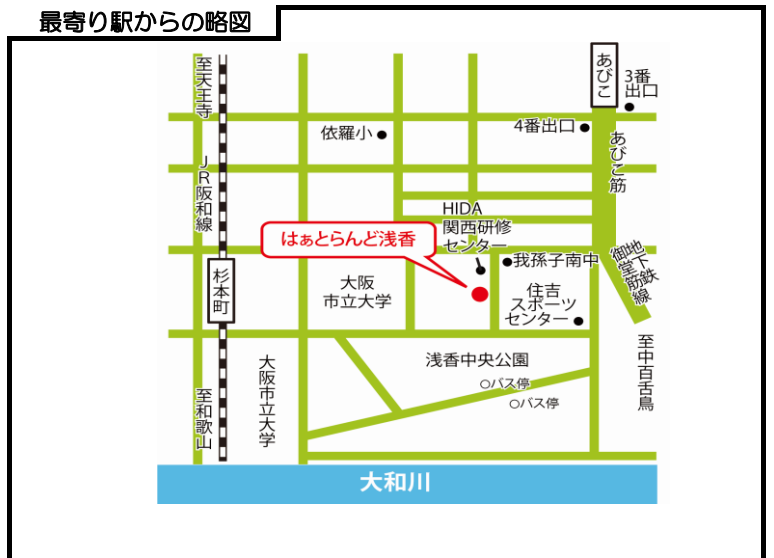 最寄り駅からの略図
至天王寺
JR阪和線
杉本町
至和歌山
依羅小
4番出口
あびこ
3番
出口
あびこ筋
HIDA
関西研修
センター
はぁとらんど浅香
我孫子南中
御堂筋線
地下鉄
大阪
市立大学
住吉
スポーツ
センター
至中百舌鳥
大阪市立大学
浅香中央公園
○バス停
○バス停
大和川